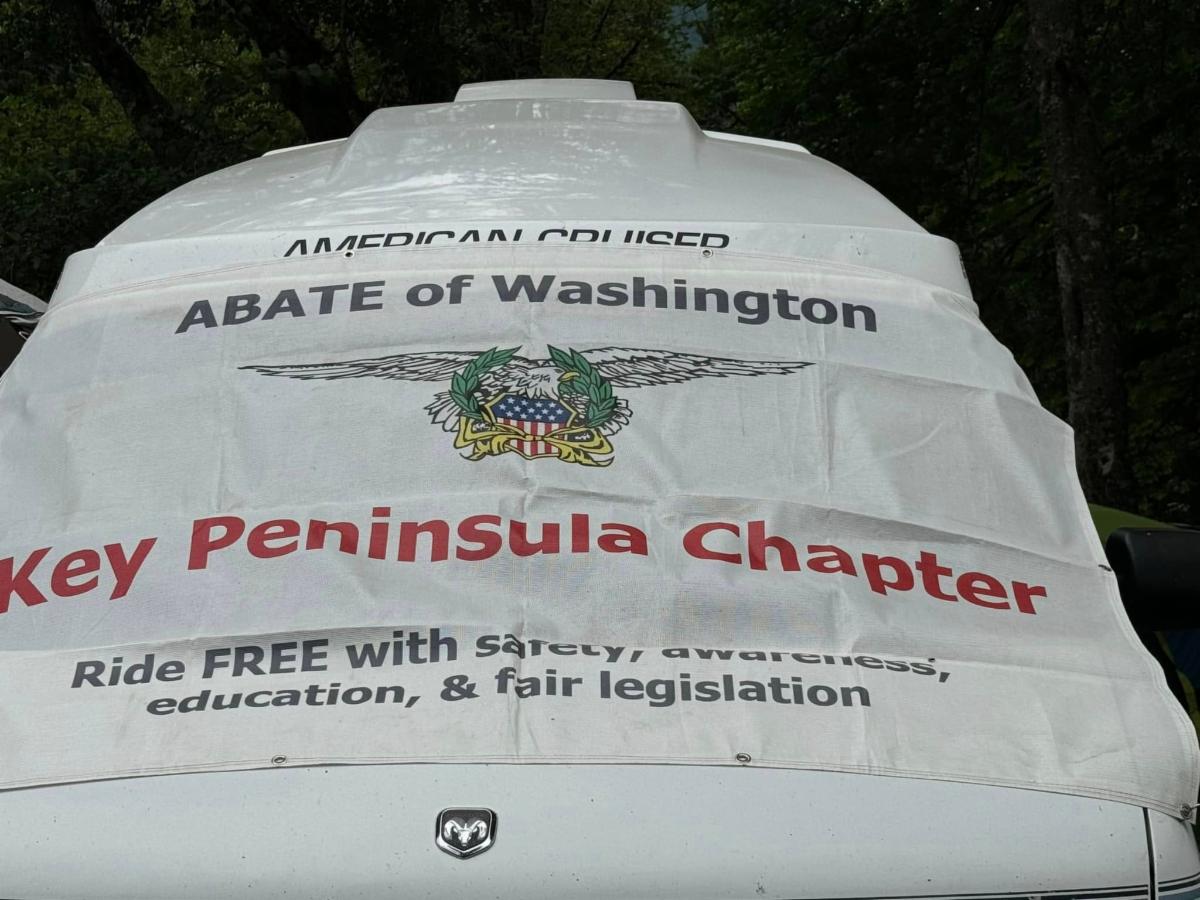 AMERICAN CRUISER
ABATE of Washington
Key PeninSula Chapter
Ride FREE with safety, awareness,
education, & fair legislation